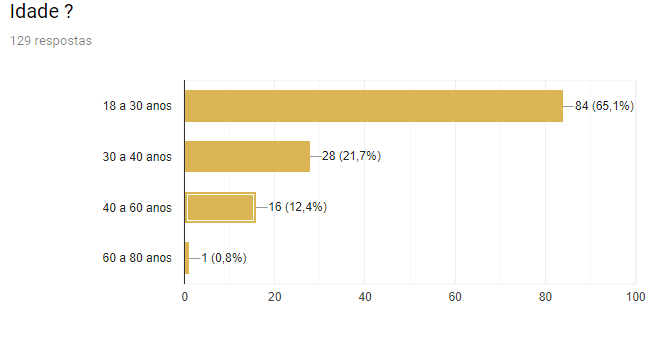 Idade ?
129 respostas
18 a 30 anos 84 (65,1%)
30 a 40 anos 28 (21,7%)
40 a 60 anos 16 (12,4%)
60 a 80 anos 1 (0,8%)
0 20 40 60 80 100